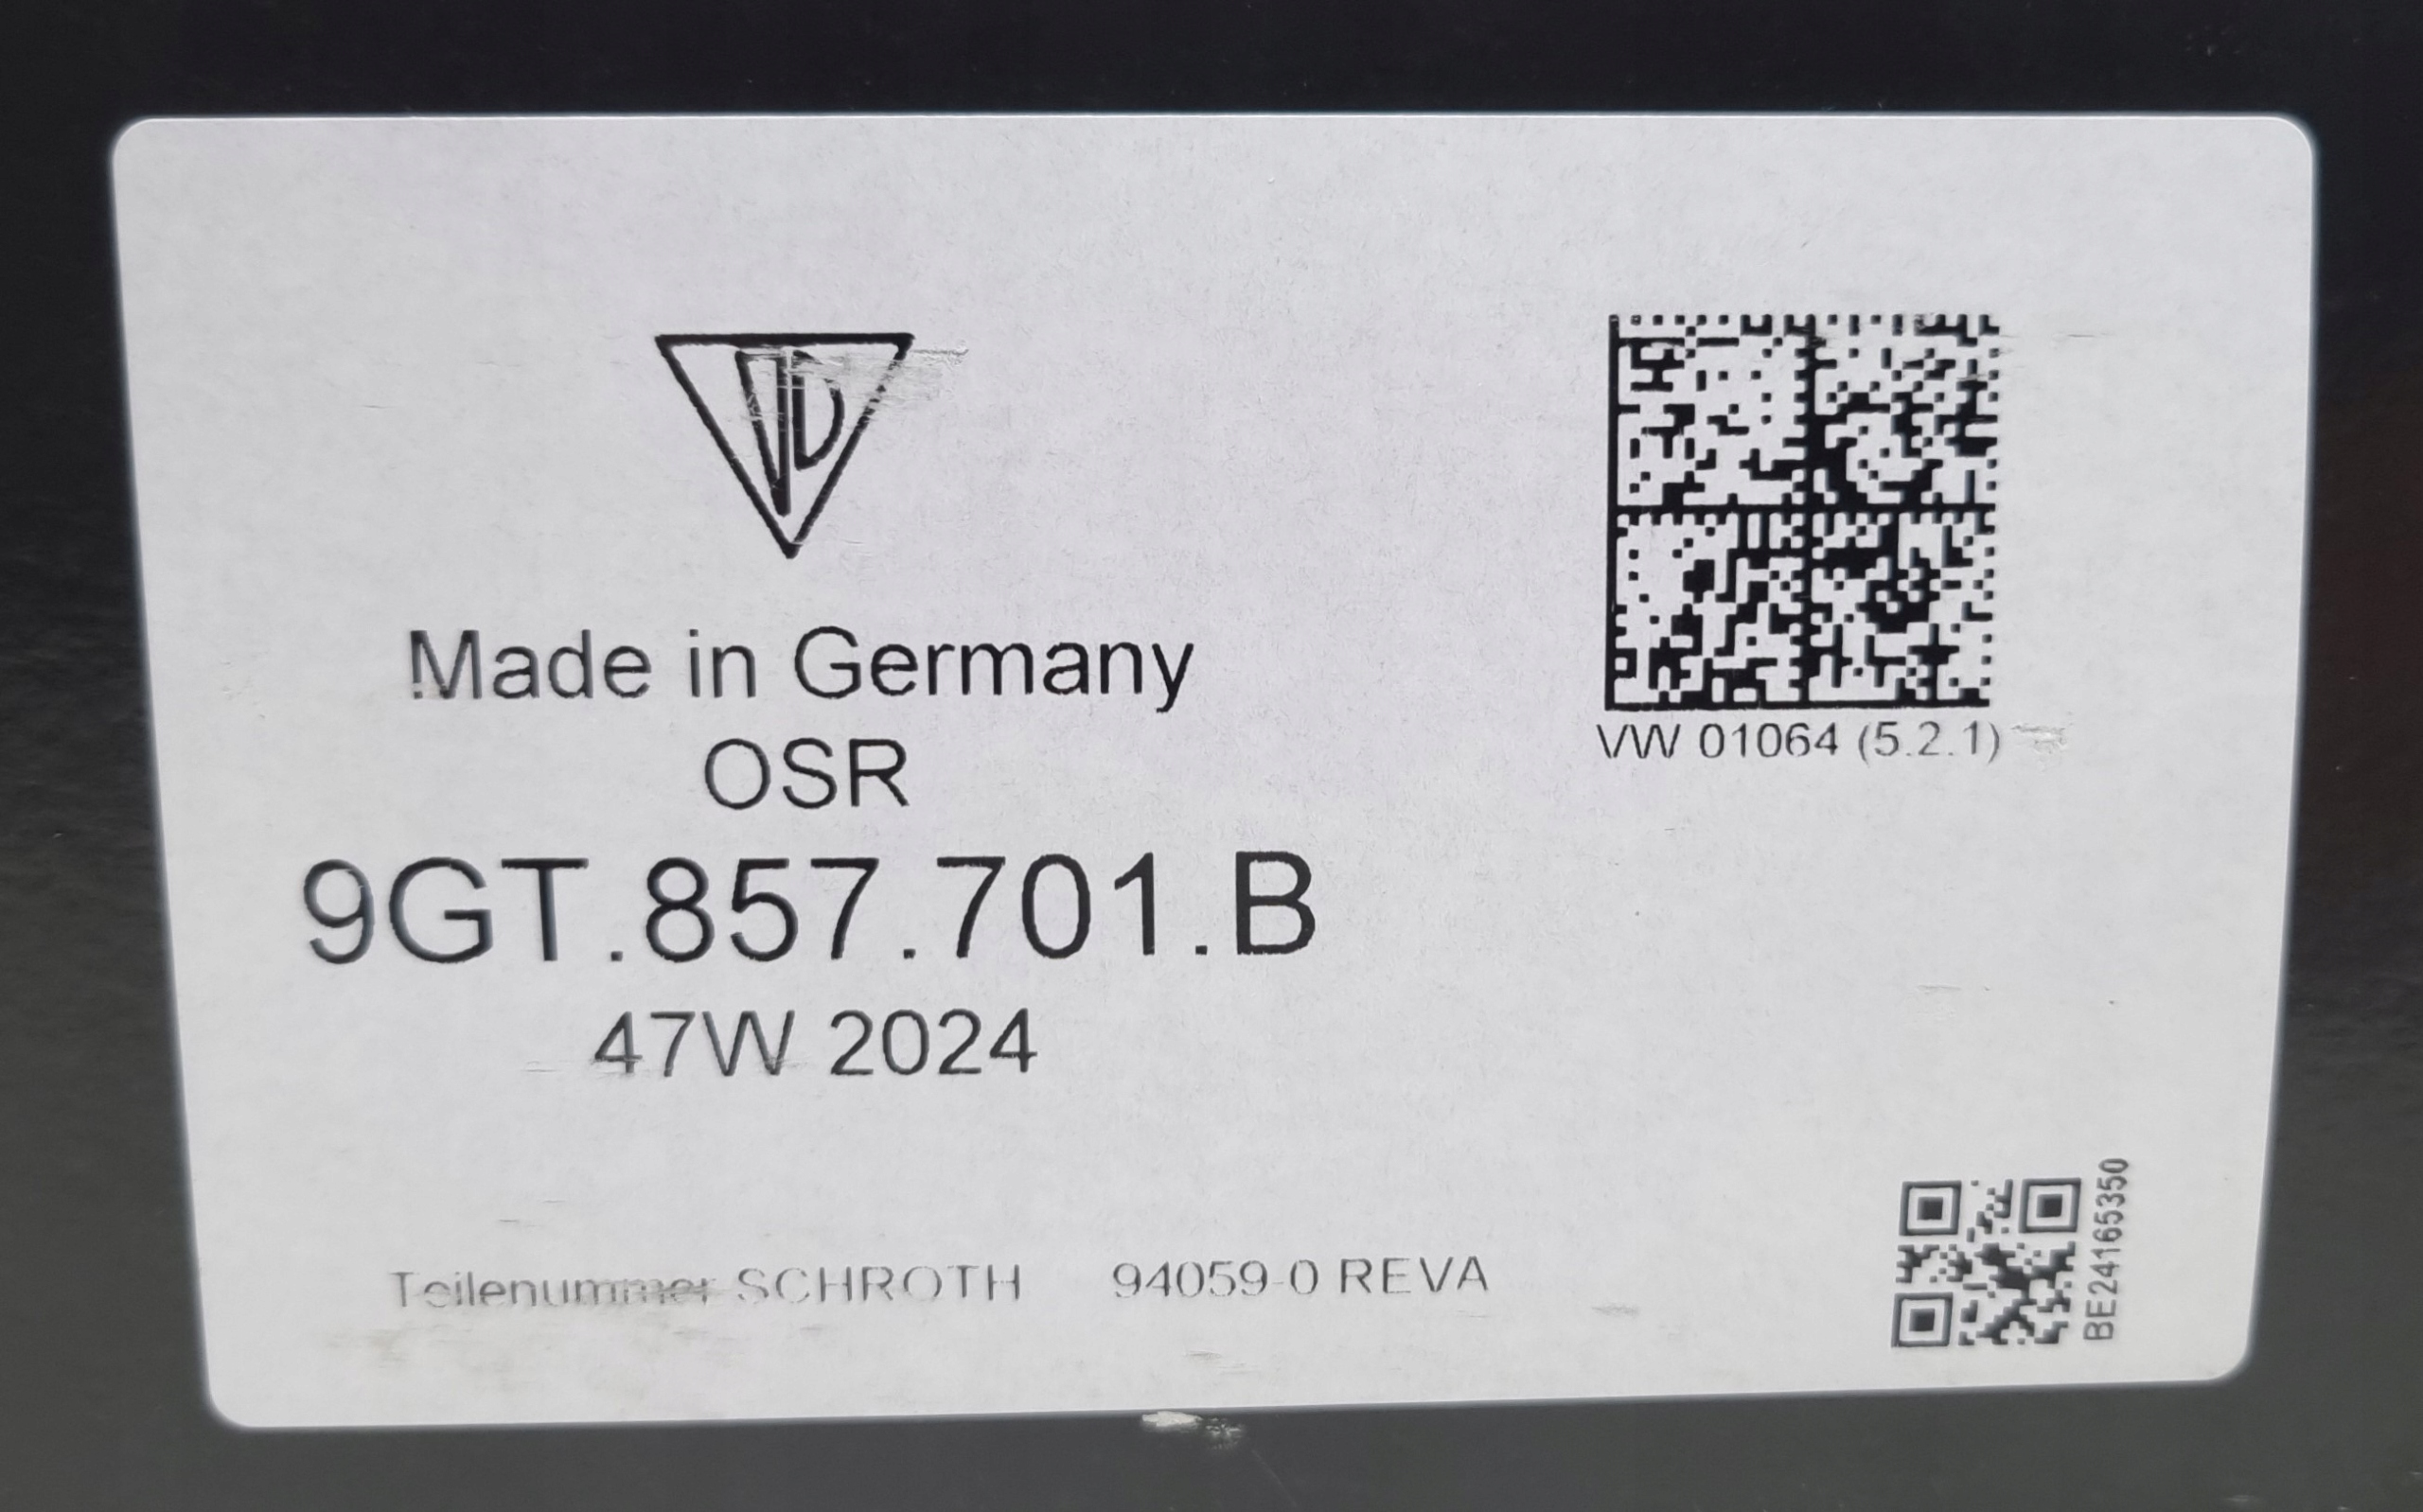 VD
Made in Germany
OSR
9GT.857.701.B
47W 2024
VW 01064 (5.2.1)
Teilenummer SCHROTH 94059-0 REVA
BE24165350